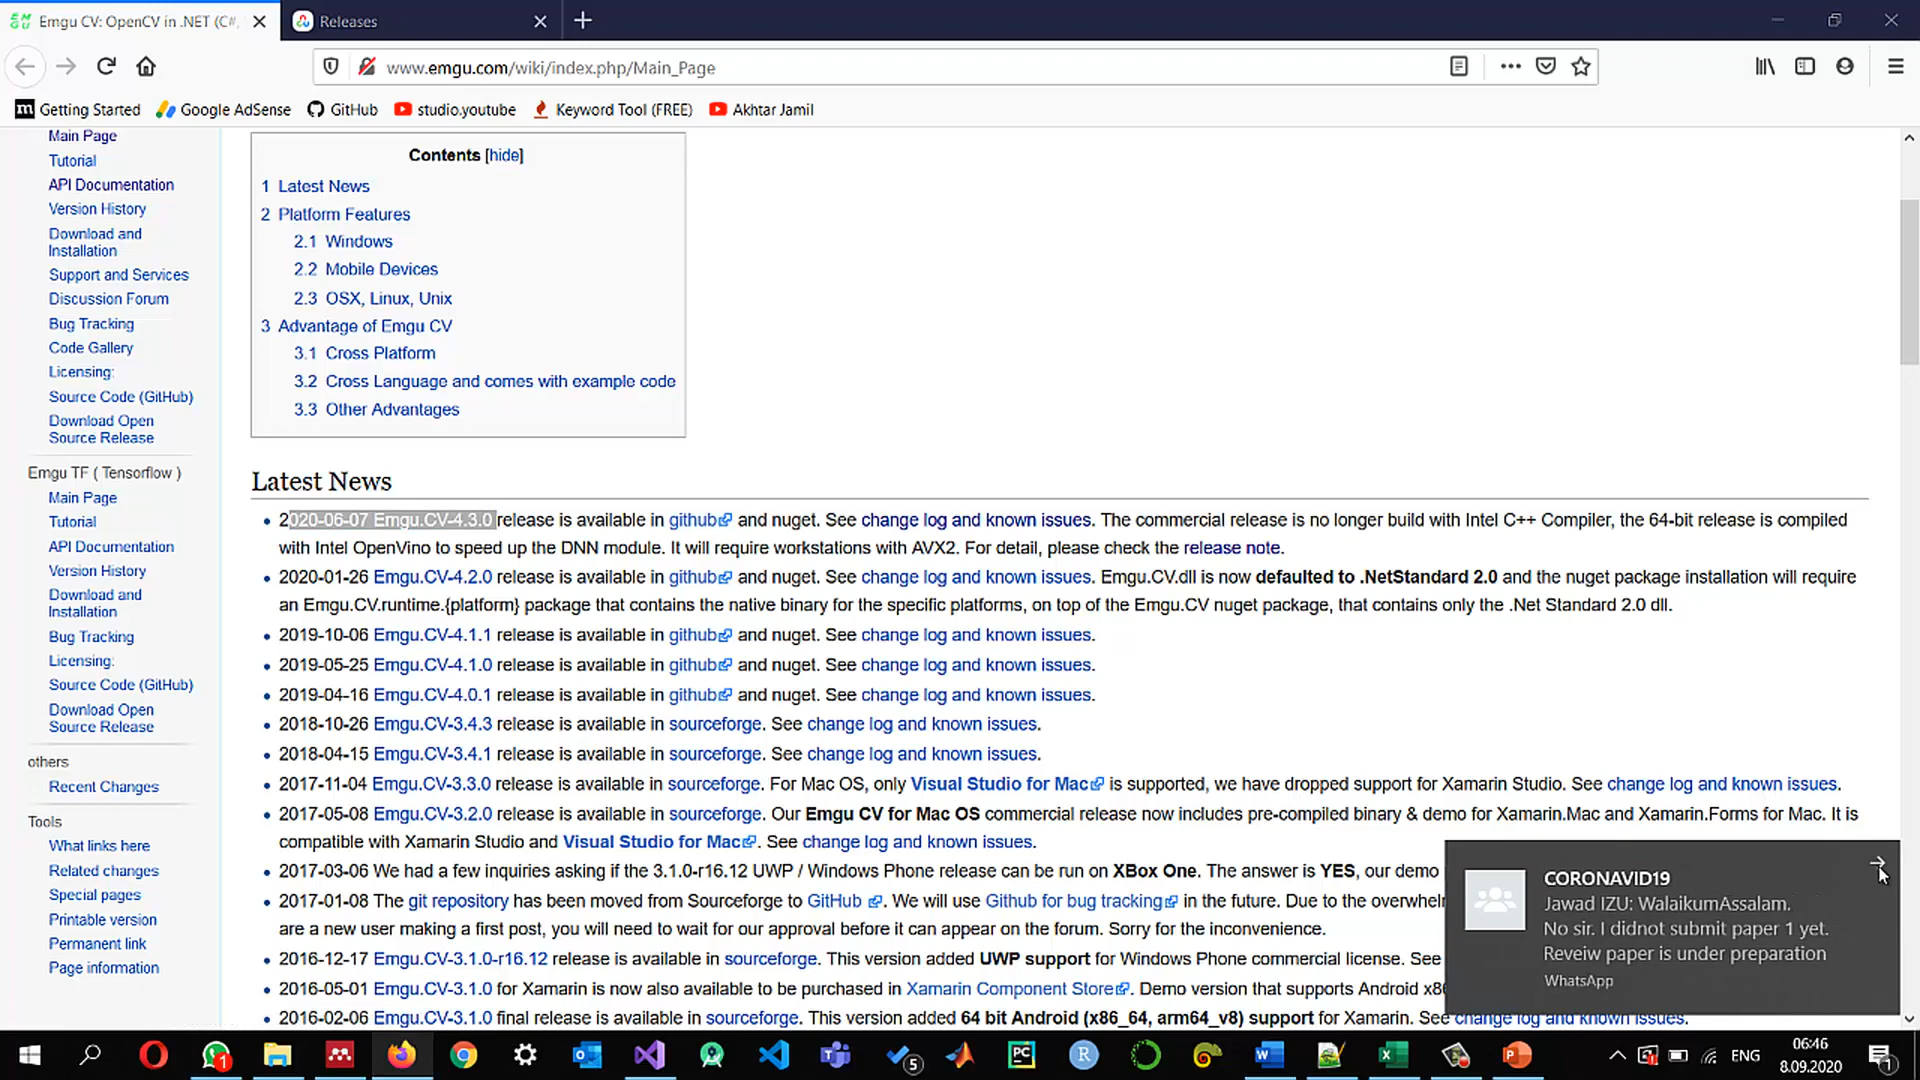 Emgu CV: OpenCV in .NET (C#,
Releases
www.emgu.com/wiki/index.php/Main_Page
Getting Started
Google AdSense
GitHub
studio.youtube
Keyword Tool (FREE)
Akhtar Jamil
Main Page
Tutorial
API Documentation
Version History
Download and
Installation
Support and Services
Discussion Forum
Bug Tracking
Code Gallery
Licensing:
Source Code (GitHub)
Download Open
Source Release
Emgu TF ( Tensorflow )
Main Page
Tutorial
API Documentation
Version History
Download and
Installation
Bug Tracking
Licensing:
Source Code (GitHub)
Download Open
Source Release
others
Recent Changes
Tools
What links here
Related changes
Special pages
Printable version
Permanent link
Page information
Contents [hide]
1 Latest News
2 Platform Features
2.1 Windows
2.2 Mobile Devices
2.3 OSX, Linux, Unix
3 Advantage of Emgu CV
3.1 Cross Platform
3.2 Cross Language and comes with example code
3.3 Other Advantages
Latest News
2020-06-07 Emgu.CV-4.3.0 release is available in github and nuget. See change log and known issues. The commercial release is no longer build with Intel C++ Compiler, the 64-bit release is compiled
with Intel OpenVino to speed up the DNN module. It will require workstations with AVX2. For detail, please check the release note.
2020-01-26 Emgu.CV-4.2.0 release is available in github and nuget. See change log and known issues. Emgu.CV.dll is now defaulted to .NetStandard 2.0 and the nuget package installation will require
an Emgu.CV.runtime.{platform} package that contains the native binary for the specific platforms, on top of the Emgu.CV nuget package, that contains only the .Net Standard 2.0 dll.
2019-10-06 Emgu.CV-4.1.1 release is available in github and nuget. See change log and known issues.
2019-05-25 Emgu.CV-4.1.0 release is available in github and nuget. See change log and known issues.
2019-04-16 Emgu.CV-4.0.1 release is available in github and nuget. See change log and known issues.
2018-10-26 Emgu.CV-3.4.3 release is available in sourceforge. See change log and known issues.
2018-04-15 Emgu.CV-3.4.1 release is available in sourceforge. See change log and known issues.
2017-11-04 Emgu.CV-3.3.0 release is available in sourceforge. For Mac OS, only Visual Studio for Mac is supported, we have dropped support for Xamarin Studio. See change log and known issues.
2017-05-08 Emgu.CV-3.2.0 release is available in sourceforge. Our Emgu CV for Mac OS commercial release now includes pre-compiled binary & demo for Xamarin.Mac and Xamarin.Forms for Mac. It is
compatible with Xamarin Studio and Visual Studio for Mac. See change log and known issues.
2017-03-06 We had a few inquiries asking if the 3.1.0-r16.12 UWP / Windows Phone release can be run on XBox One. The answer is YES, our demo
2017-01-08 The git repository has been moved from Sourceforge to GitHub. We will use Github for bug tracking in the future. Due to the overwhelr
are a new user making a first post, you will need to wait for our approval before it can appear on the forum. Sorry for the inconvenience.
2016-12-17 Emgu.CV-3.1.0-r16.12 release is available in sourceforge. This version added UWP support for Windows Phone commercial license. See
2016-05-01 Emgu.CV-3.1.0 for Xamarin is now also available to be purchased in Xamarin Component Store. Demo version that supports Android x86
2016-02-06 Emgu.CV-3.1.0 final release is available in sourceforge. This version added 64 bit Android (x86_64, arm64_v8) support for Xamarin. See change log and known issues.
CORONAVID19
Jawad IZU: WalaikumAssalam.
No sir. I didnot submit paper 1 yet.
Reveiw paper is under preparation
WhatsApp
ENG
06:46
8.09.2020